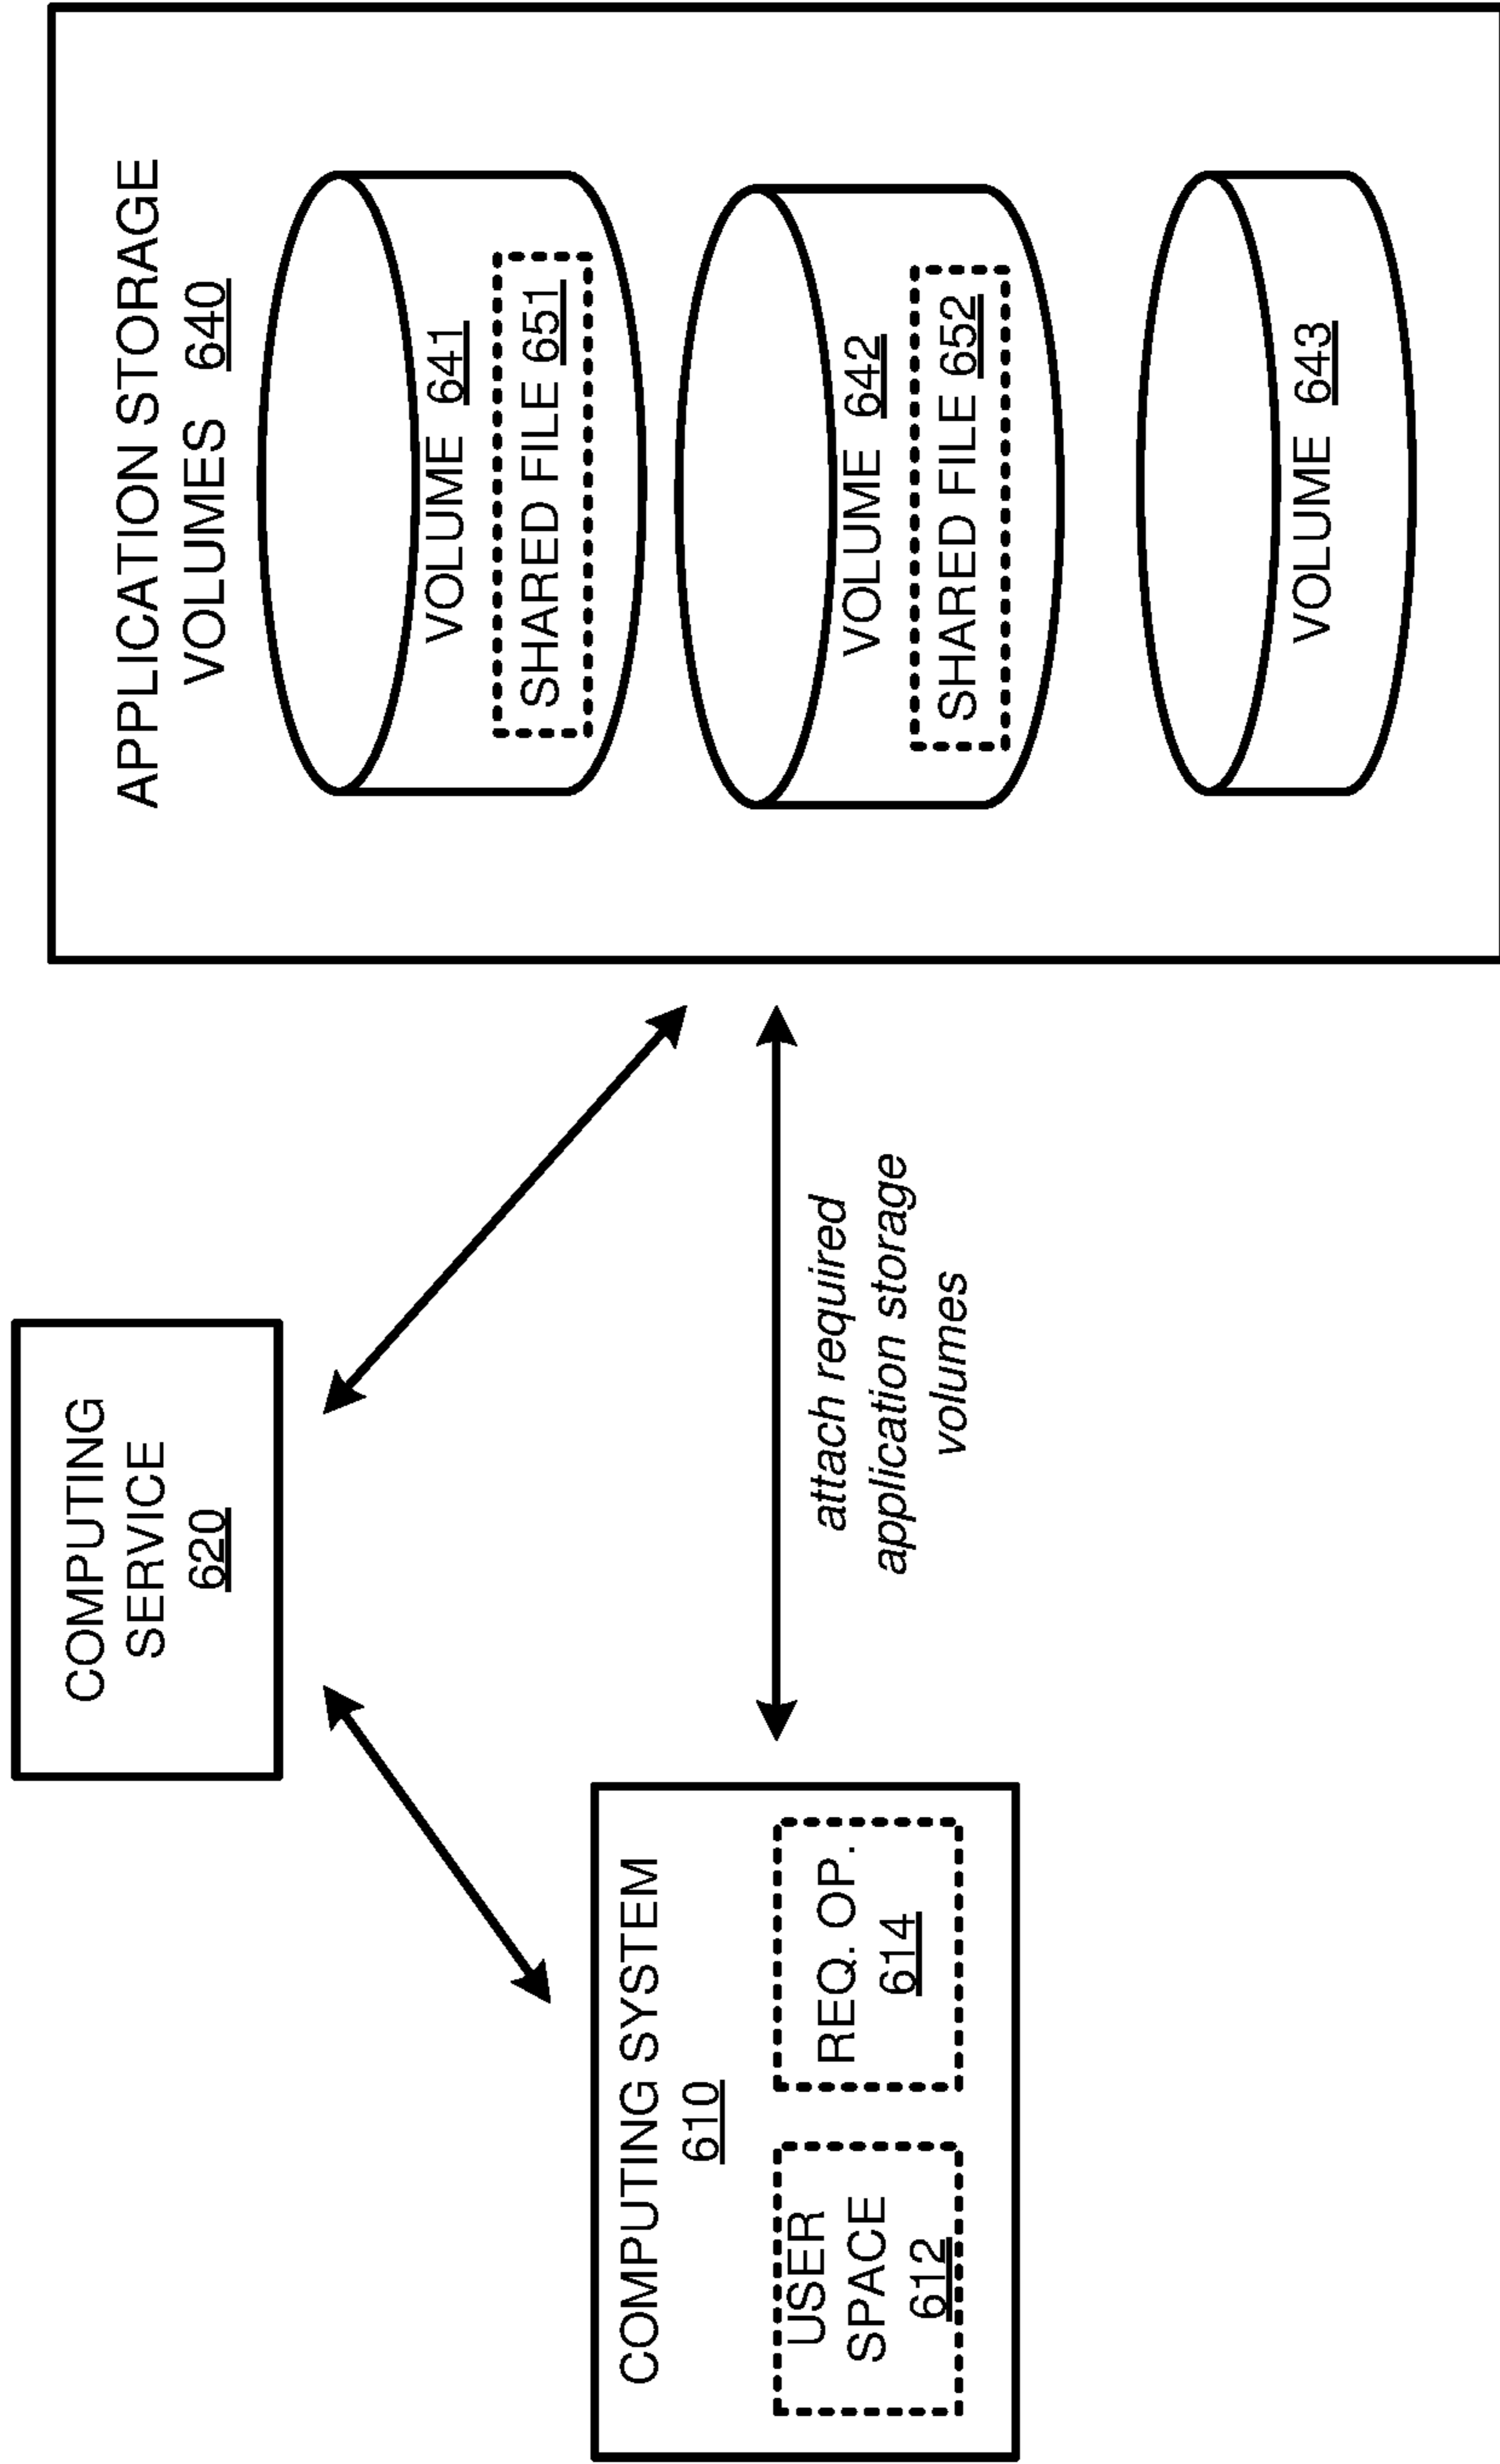 COMPUTING
SERVICE
620
COMPUTING SYSTEM
610
USER
SPACE
612
REQ. OP.
614
attach required
application storage
volumes
APPLICATION STORAGE
VOLUMES 640
VOLUME 641
SHARED FILE 651
VOLUME 642
SHARED FILE 652
VOLUME 643